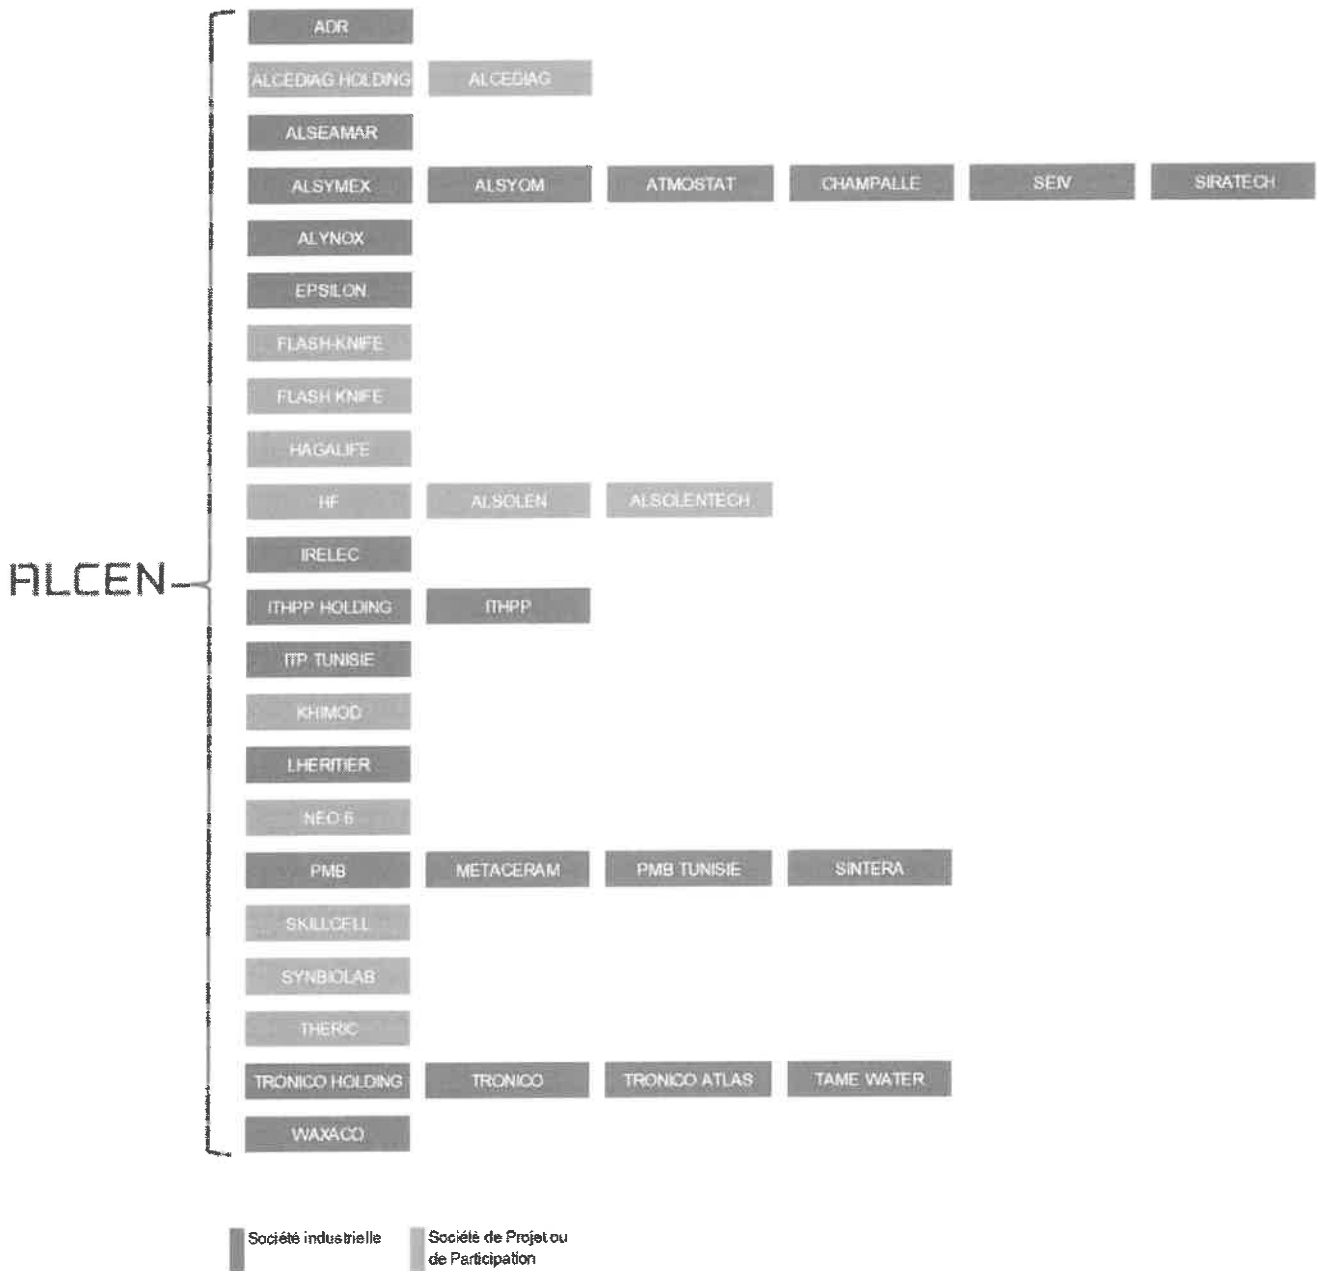 ADR
ALCEDIAG HOLDING ALCEDIAG
ALSEAMAR
ALSYMEX ALSYOM ATMOSTAT CHAMPALLE SEIV SIRATECH
ALYNOX
EPSILON
FLASH-KNIFE
FLASH KNIFE
HAGALIFE
HF ALSOLEN ALSOLENTECH
IRELEC
ALCEN
ITHPP HOLDING ITHPP
ITP TUNISIE
KHIMOD
LHERITIER
NEO 6
PMB METACERAM PMB TUNISIE SINTERA
SKILLCELL
SYNBIOLAB
THERIC
TRONICO HOLDING TRONICO TRONICO ATLAS TAME WATER
WAXACO
Société industrielle
Société de Projet ou
de Participation